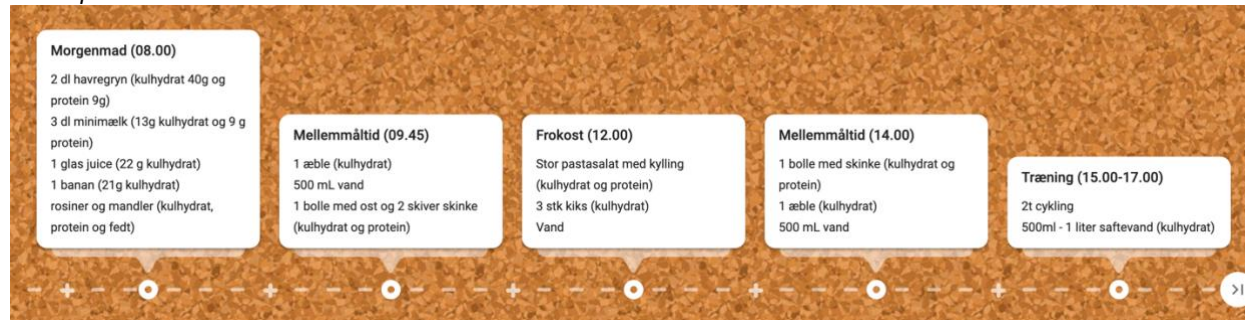 Morgenmad (08.00)
2 dl havregryn (kulhydrat 40g og
protein 9g)
3 dl minimælk (13g kulhydrat og 9 g
protein)
1 glas juice (22 g kulhydrat)
1 banan (21g kulhydrat)
rosiner og mandler (kulhydrat,
protein og fedt)
Mellemmåltid (09.45)
1 æble (kulhydrat)
500 mL vand
1 bolle med ost og 2 skiver skinke
(kulhydrat og protein)
Frokost (12.00)
Stor pastasalat med kylling
(kulhydrat og protein)
3 stk kiks (kulhydrat)
Vand
Mellemmåltid (14.00)
1 bolle med skinke (kulhydrat og
protein)
1 æble (kulhydrat)
500 mL vand
Træning (15.00-17.00)
2t cykling
500ml - 1 liter saftevand (kulhydrat)